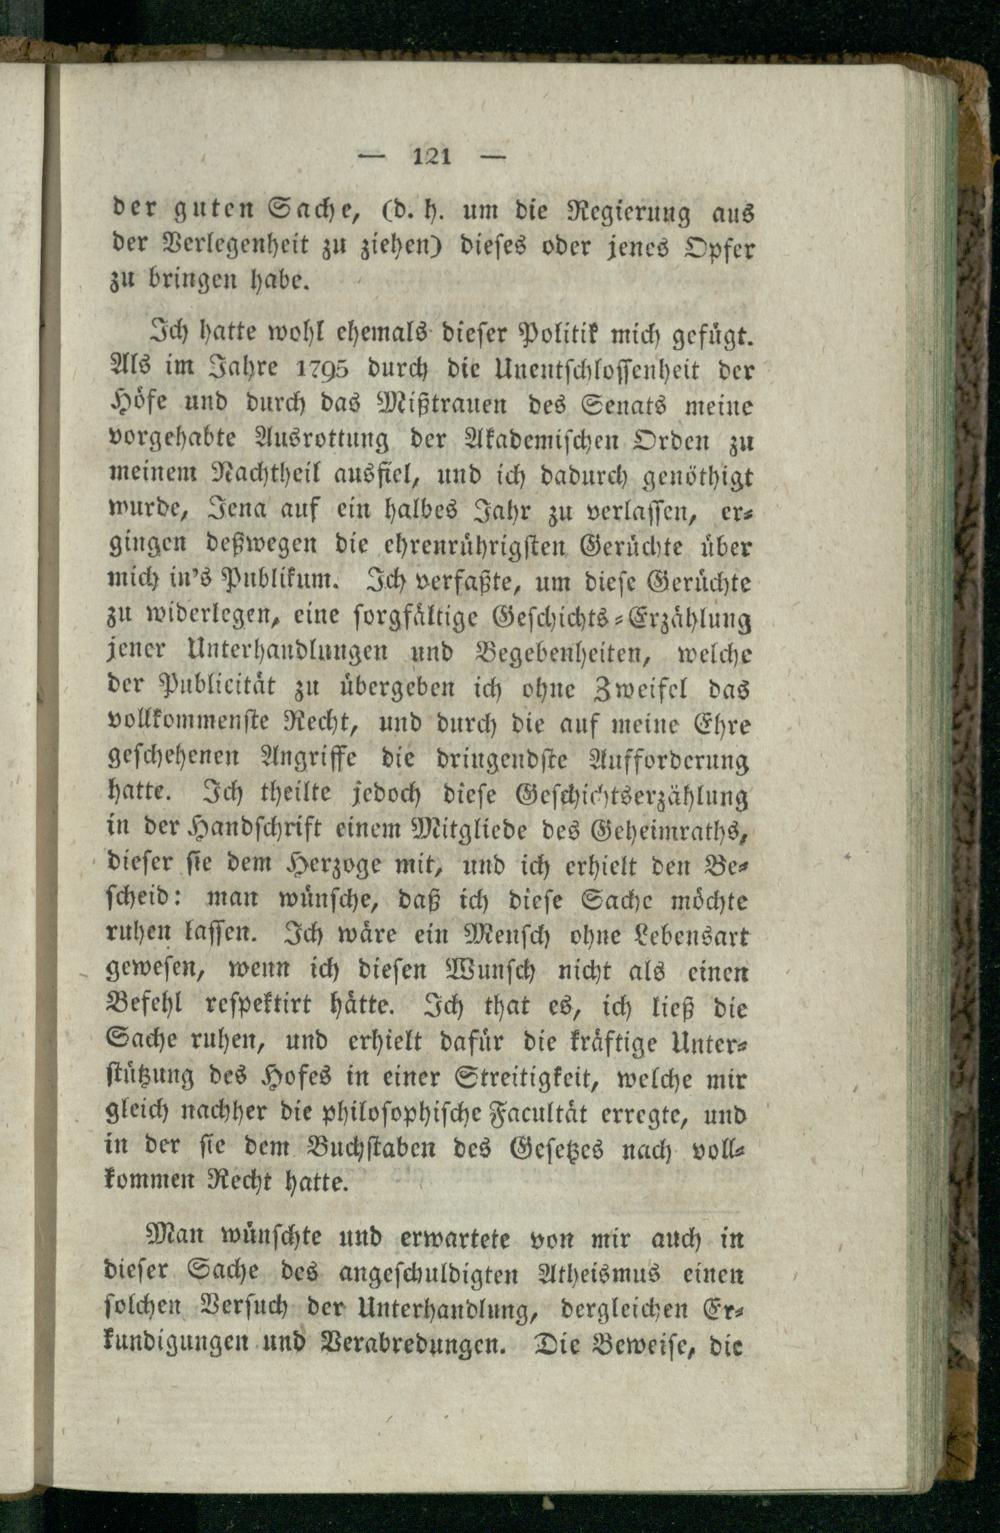 — 121 —
der guten Sache, (d. h. um die Regierung aus
der Verlegenheit zu ziehen) dieses oder jenes Opfer
zu bringen habe.
Ich hatte wohl ehemals dieser Politik mich gefügt.
Als im Jahre 1795 durch die Unentschlossenheit der
Höfe und durch das Mißtrauen des Senats meine
vorgehabte Ausrottung der Akademischen Orden zu
meinem Nachtheil ausfiel, und ich dadurch genöthigt
wurde, Jena auf ein halbes Jahr zu verlassen, er⸗
gingen deßwegen die ehrenrührigsten Gerüchte über
mich in's Publikum. Ich verfaßte, um diese Gerüchte
zu widerlegen, eine sorgfältige Geschichts⸗Erzählung
jener Unterhandlungen und Begebenheiten, welche
der Publicität zu übergeben ich ohne Zweifel das
vollkommenste Recht, und durch die auf meine Ehre
geschehenen Angriffe die dringendste Aufforderung
hatte. Ich theilte jedoch diese Geschichtserzählung
in der Handschrift einem Mitgliede des Geheimraths,
dieser sie dem Herzoge mit, und ich erhielt den Be⸗
scheid: man wünsche, daß ich diese Sache möchte
ruhen lassen. Ich wäre ein Mensch ohne Lebensart
gewesen, wenn ich diesen Wunsch nicht als einen
Befehl respektirt hätte. Ich that es, ich ließ die
Sache ruhen, und erhielt dafür die kräftige Unter⸗
stützung des Hofes in einer Streitigkeit, welche mir
gleich nachher die philosophische Facultät erregte, und
in der sie dem Buchstaben des Gesetzes nach voll⸗
kommen Recht hatte.
Man wünschte und erwartete von mir auch in
dieser Sache des angeschuldigten Atheismus einen
solchen Versuch der Unterhandlung, dergleichen Er⸗
kundigungen und Verabredungen. Die Beweise, die